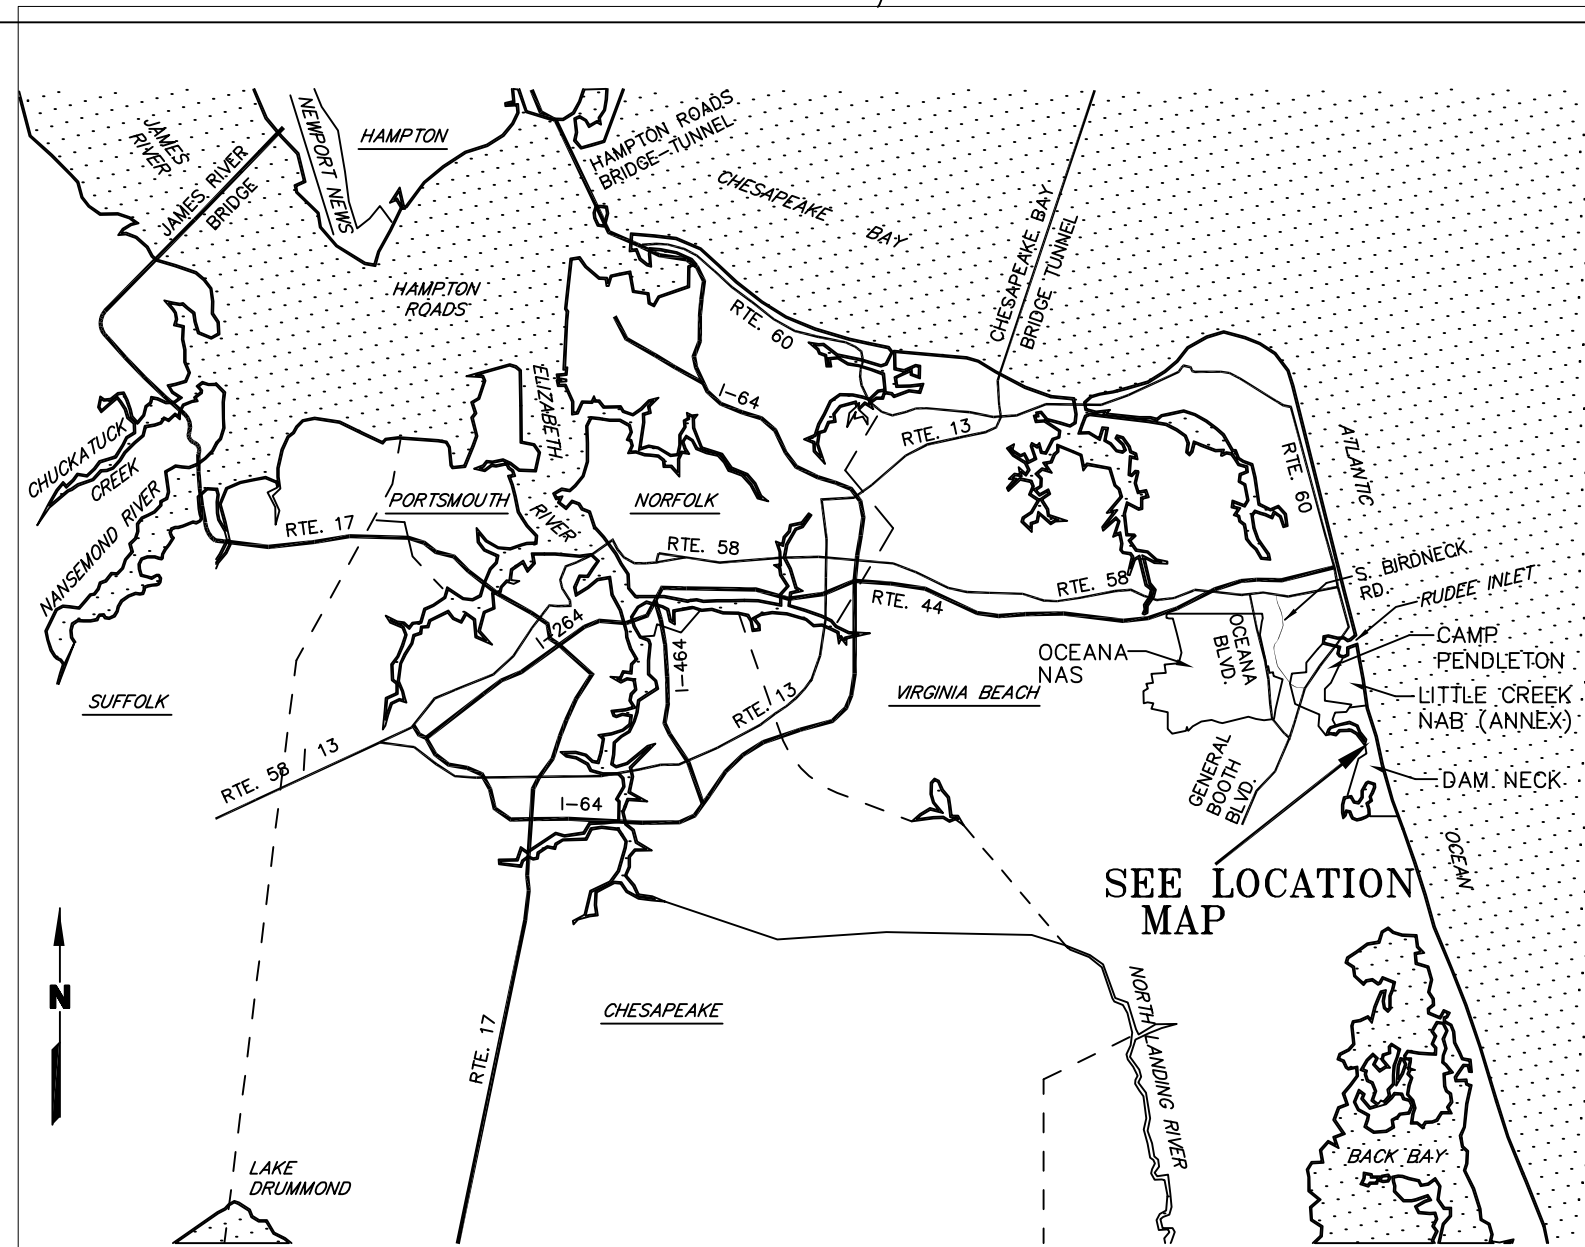 JAMES
RIVER
JAMES RIVER
BRIDGE
NEWPORT NEWS
HAMPTON
HAMPTON ROADS
BRIDGE-TUNNEL
CHESAPEAKE
BAY
CHESAPEAKE BAY
BRIDGE TUNNEL
HAMPTON
ROADS
RTE. 60
I-64
RTE. 13
ELIZABETH
RIVER
CHUCKATUCK
CREEK
NANSEMOND RIVER
PORTSMOUTH
NORFOLK
RTE. 17
RTE. 58
RTE. 58
RTE. 44
RTE. 60
ATLANTIC
OCEAN
S. BIRDNECK
RD.
RUDEE INLET
CAMP
PENDLETON
LITTLE CREEK
NAB (ANNEX)
DAM NECK
OCEANA
NAS
OCEANA
BLVD.
GENERAL
BOOTH
BLVD.
VIRGINIA BEACH
SUFFOLK
I-264
I-464
RTE. 13
RTE. 58 / 13
I-64
SEE LOCATION
MAP
N
CHESAPEAKE
RTE. 17
NORTH LANDING RIVER
BACK BAY
LAKE
DRUMMOND